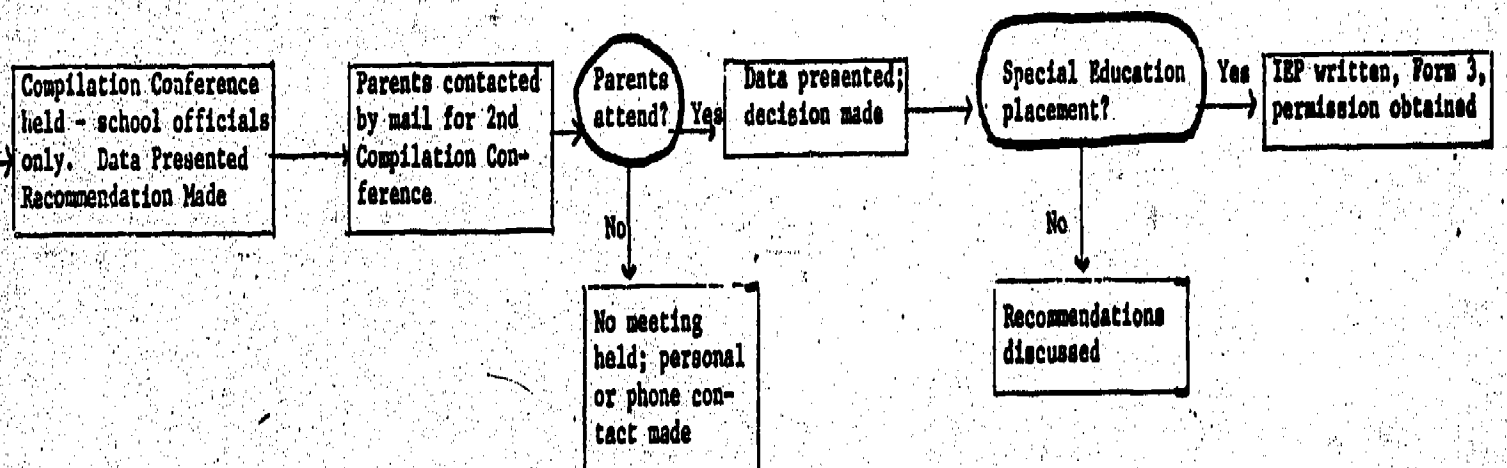 Compilation Conference
held - school officials
only. Data Presented
Recommendation Made
Parents contacted
by mail for 2nd
Compilation Con-
ference
Parents
attend?
Yes
No
No meeting
held; personal
or phone con-
tact made
Data presented;
decision made
Special Education
placement?
Yes
No
Recommendations
discussed
IEP written, Form 3,
permission obtained